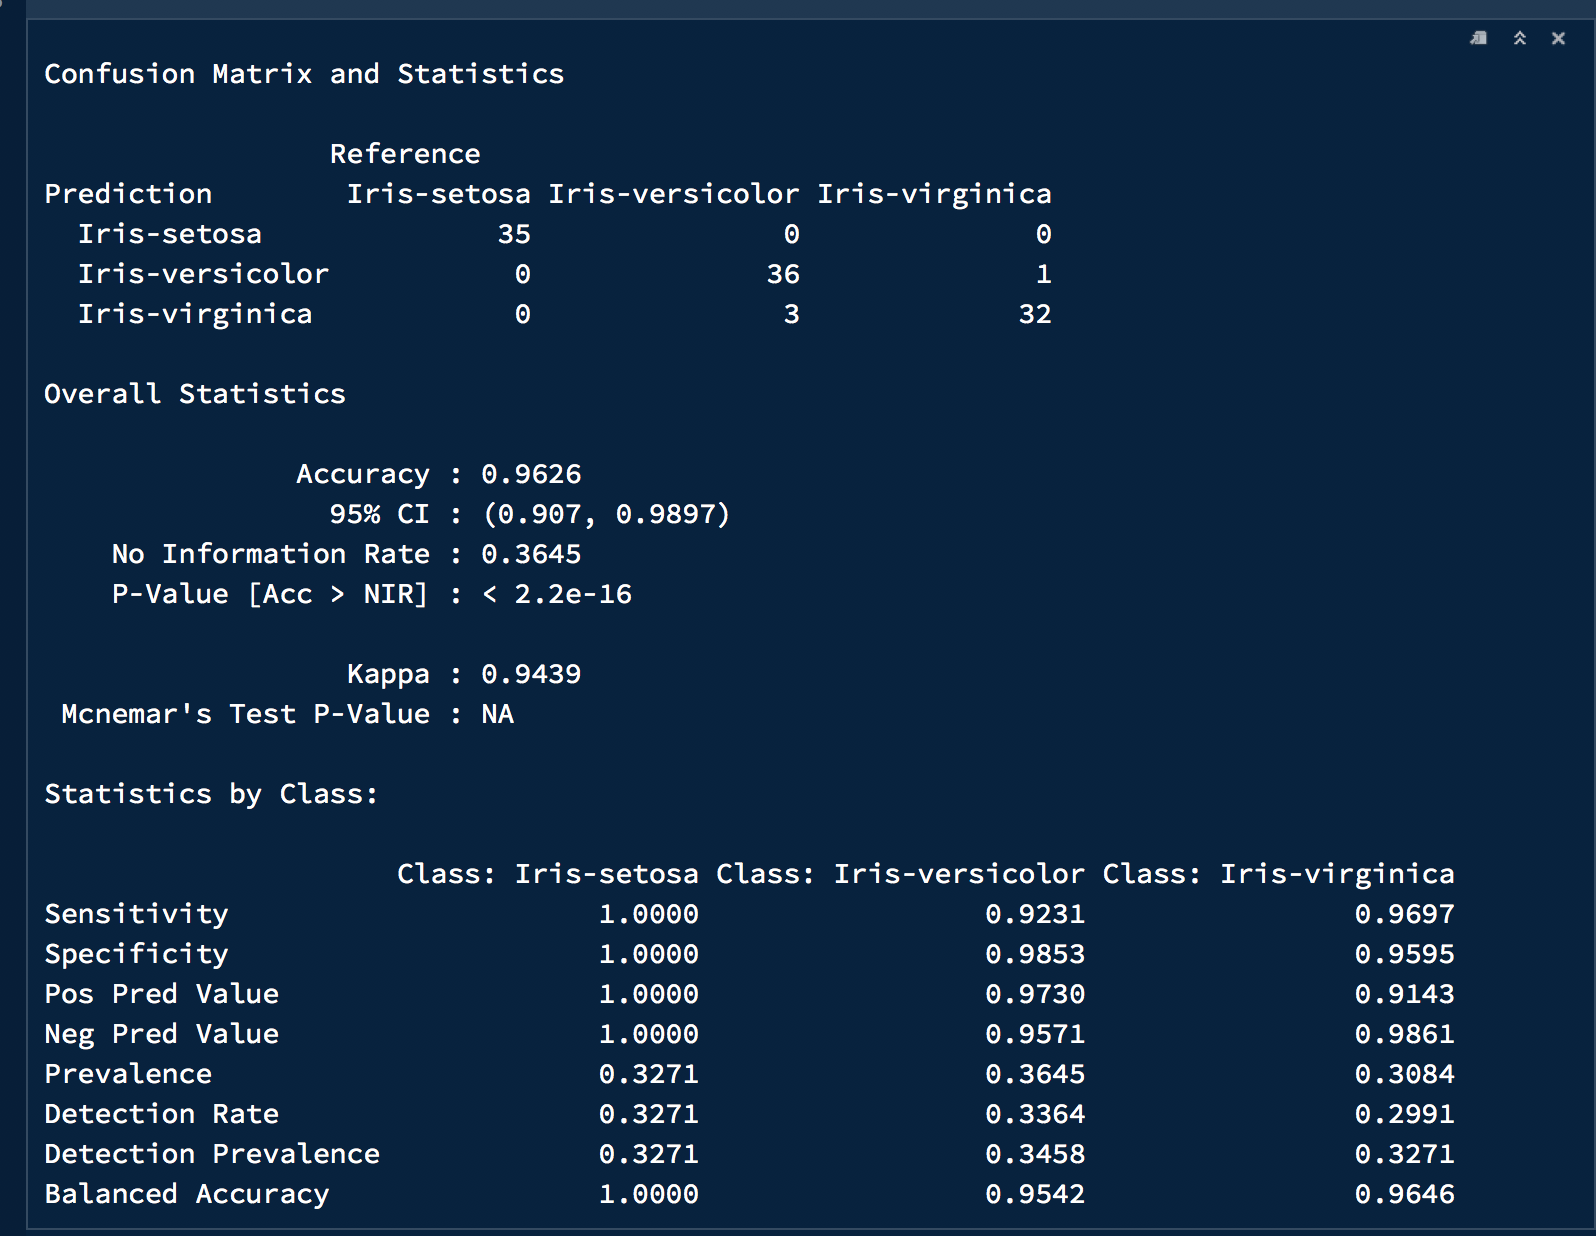 Confusion Matrix and Statistics
Reference
Prediction Iris-setosa Iris-versicolor Iris-virginica
Iris-setosa 35 0 0
Iris-versicolor 0 36 1
Iris-virginica 0 3 32
Overall Statistics
Accuracy : 0.9626
95% CI : (0.907, 0.9897)
No Information Rate : 0.3645
P-Value [Acc > NIR] : < 2.2e-16
Kappa : 0.9439
Mcnemar's Test P-Value : NA
Statistics by Class:
Class: Iris-setosa Class: Iris-versicolor Class: Iris-virginica
Sensitivity 1.0000 0.9231 0.9697
Specificity 1.0000 0.9853 0.9595
Pos Pred Value 1.0000 0.9730 0.9143
Neg Pred Value 1.0000 0.9571 0.9861
Prevalence 0.3271 0.3645 0.3084
Detection Rate 0.3271 0.3364 0.2991
Detection Prevalence 0.3271 0.3458 0.3271
Balanced Accuracy 1.0000 0.9542 0.9646